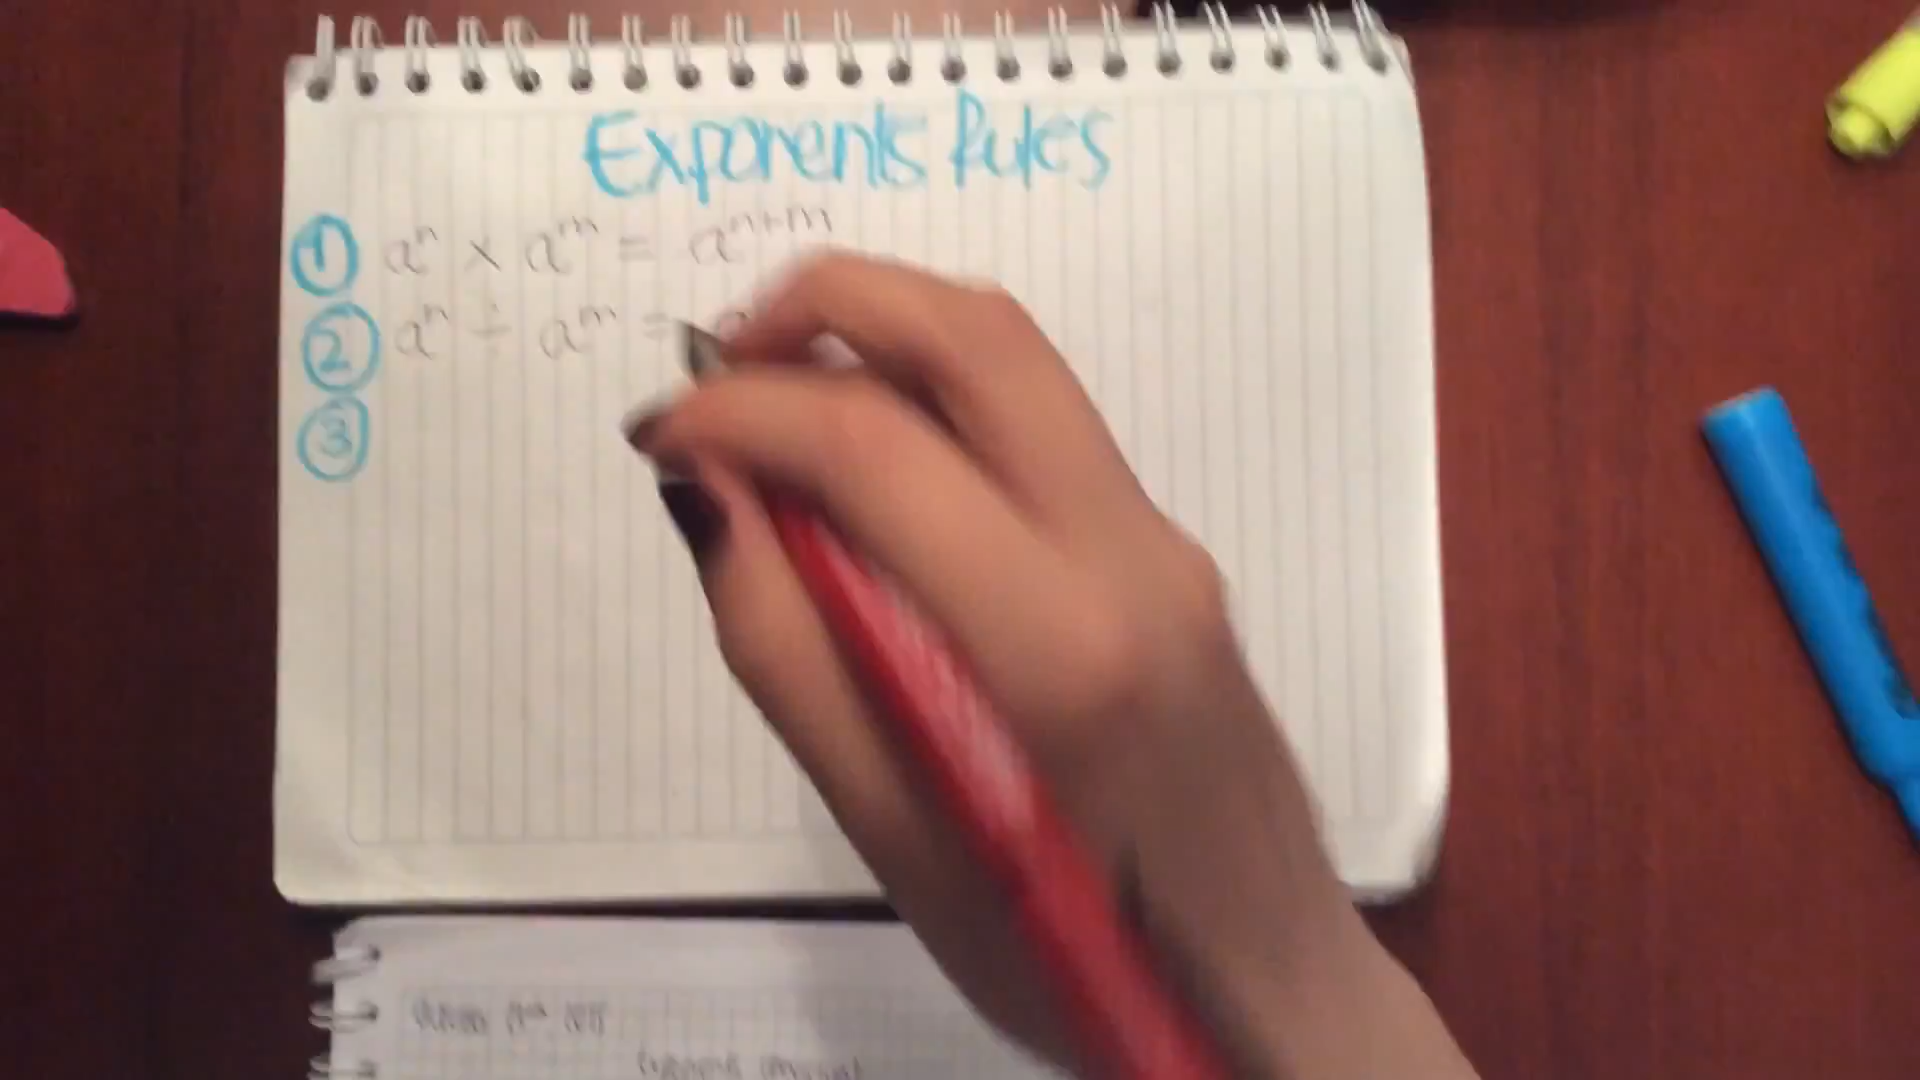 Exponents Rules
① aⁿ × aᵐ = aⁿ⁺ᵐ
② aⁿ ÷ aᵐ = a
③